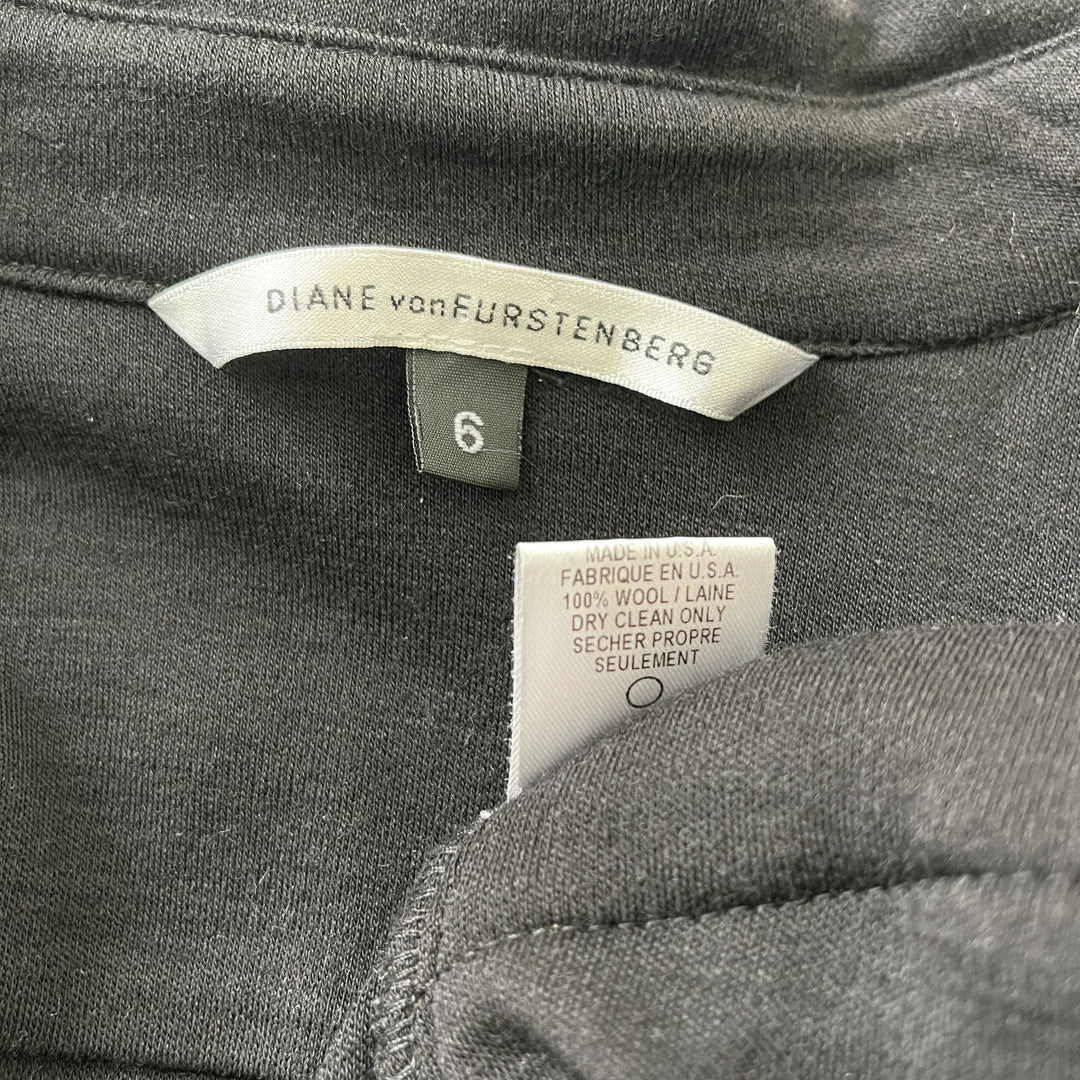 DIANE vonFURSTENBERG
6
MADE IN U.S.A.
FABRIQUE EN U.S.A.
100% WOOL / LAINE
DRY CLEAN ONLY
SECHER PROPRE
SEULEMENT